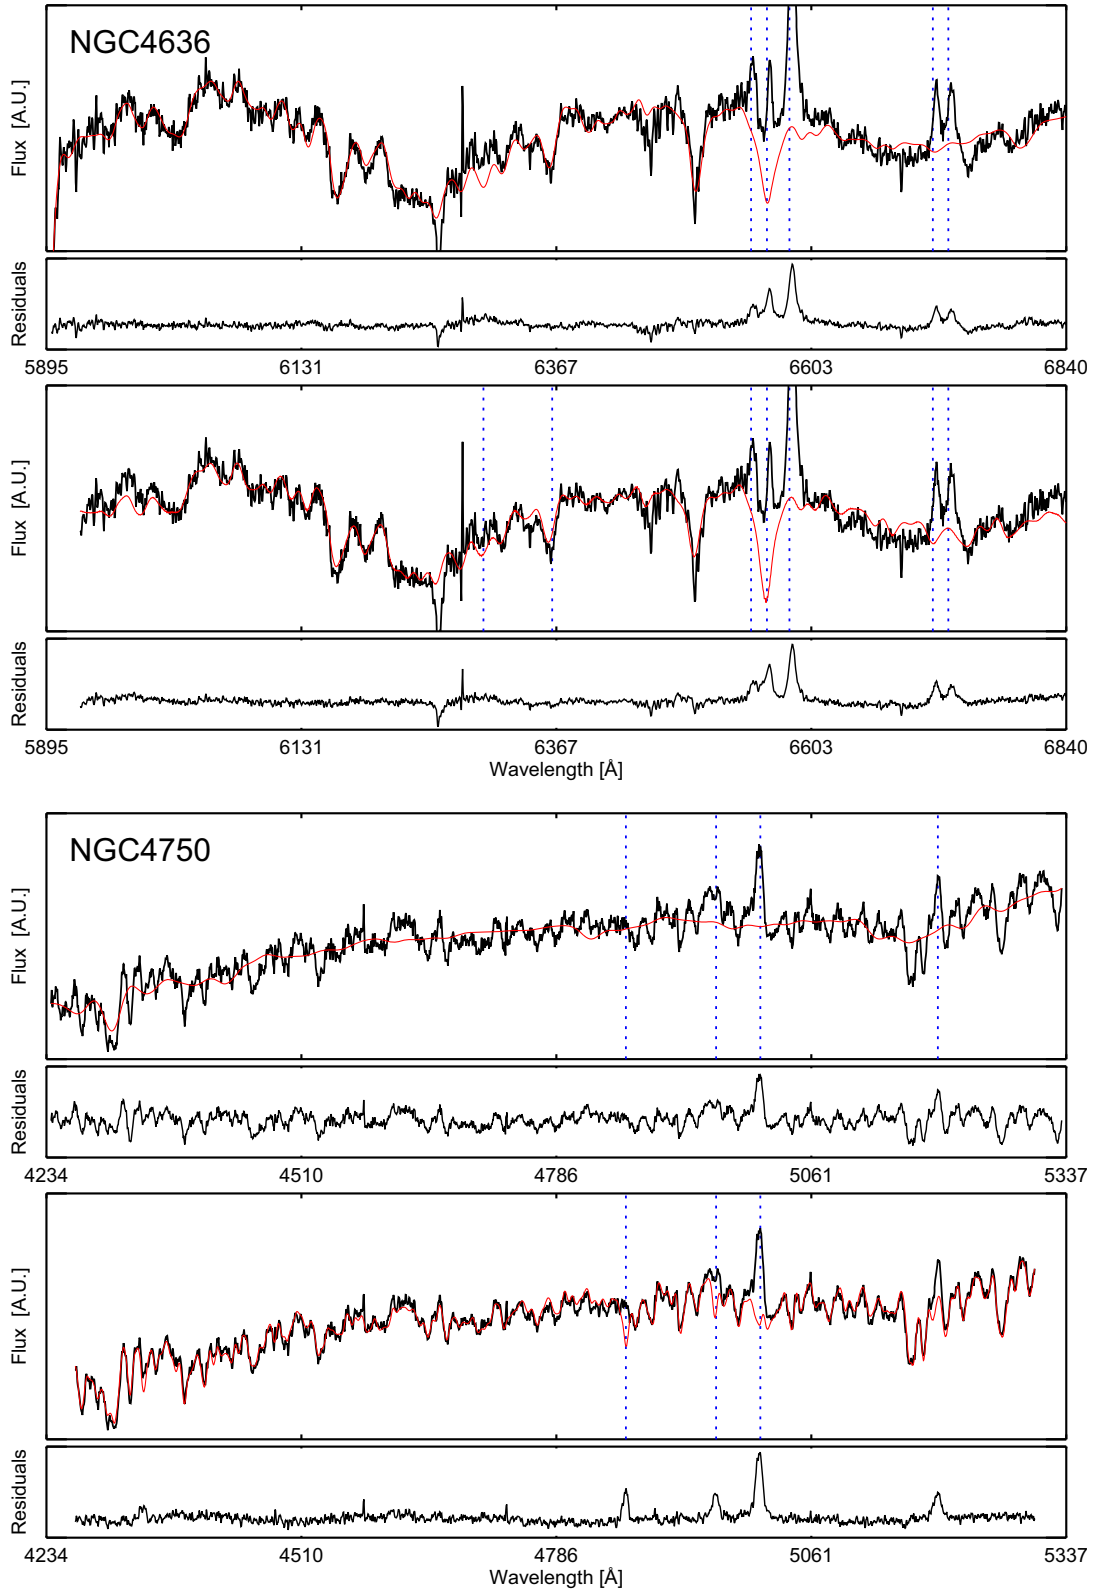 NGC4636
Flux [A.U.]
Residuals
5895 6131 6367 6603 6840
Flux [A.U.]
Residuals
5895 6131 6367 6603 6840
Wavelength [Å]
NGC4750
Flux [A.U.]
Residuals
4234 4510 4786 5061 5337
Flux [A.U.]
Residuals
4234 4510 4786 5061 5337
Wavelength [Å]